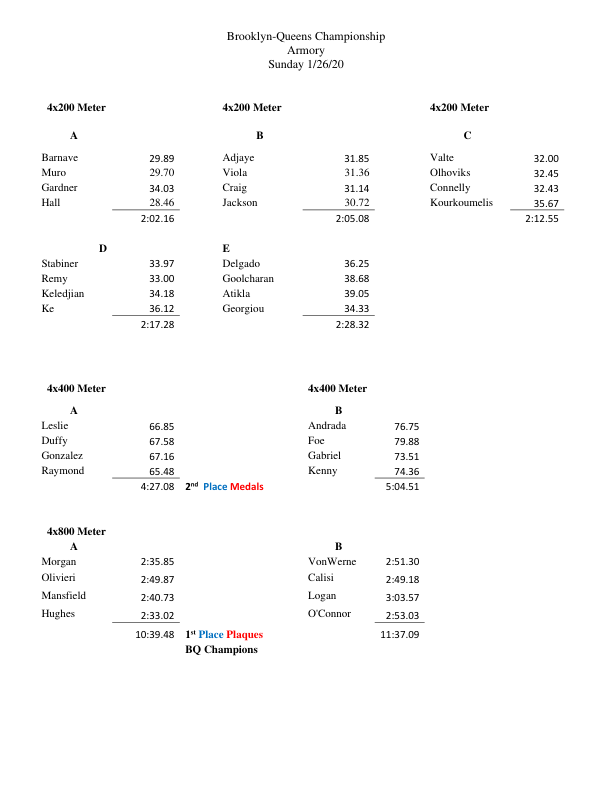 Brooklyn-Queens Championship
Armory
Sunday 1/26/20
4x200 Meter 4x200 Meter 4x200 Meter
A B C
Barnave 29.89 Adjaye 31.85 Valte 32.00
Muro 29.70 Viola 31.36 Olhoviks 32.45
Gardner 34.03 Craig 31.14 Connelly 32.43
Hall 28.46 Jackson 30.72 Kourkoumelis 35.67
2:02.16 2:05.08 2:12.55
D E
Stabiner 33.97 Delgado 36.25
Remy 33.00 Goolcharan 38.68
Keledjian 34.18 Atikla 39.05
Ke 36.12 Georgiou 34.33
2:17.28 2:28.32
4x400 Meter 4x400 Meter
A B
Leslie 66.85 Andrada 76.75
Duffy 67.58 Foe 79.88
Gonzalez 67.16 Gabriel 73.51
Raymond 65.48 Kenny 74.36
4:27.08 2nd Place Medals 5:04.51
4x800 Meter
A B
Morgan 2:35.85 VonWerne 2:51.30
Olivieri 2:49.87 Calisi 2:49.18
Mansfield 2:40.73 Logan 3:03.57
Hughes 2:33.02 O'Connor 2:53.03
10:39.48 1st Place Plaques 11:37.09
BQ Champions